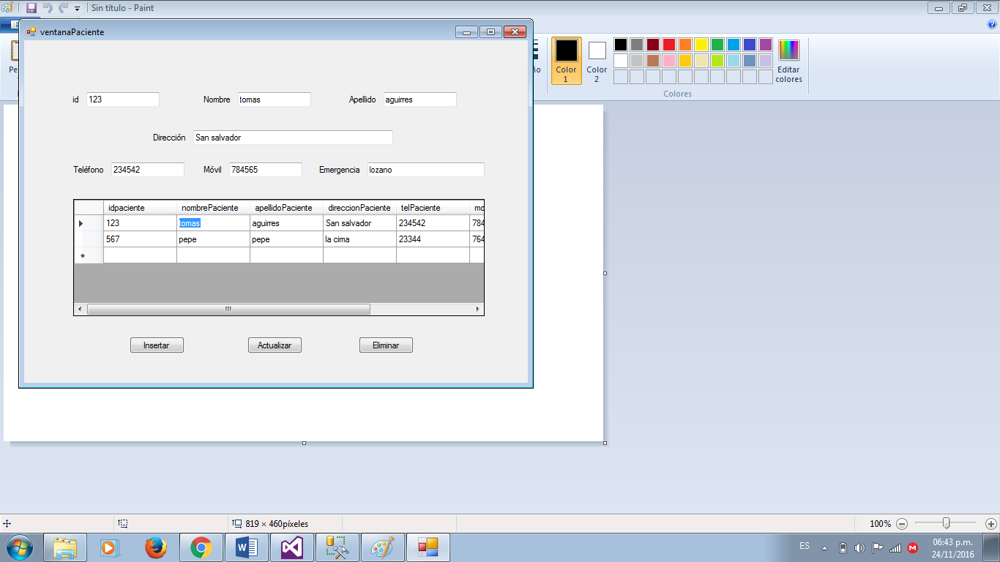 Sin título - Paint
ventanaPaciente
Color 1
Color 2
Editar colores
Colores
id 123 Nombre tomas Apellido aguirres
Dirección San salvador
Teléfono 234542 Móvil 784565 Emergencia lozano
idpaciente nombrePaciente apellidoPaciente direccionPaciente telPaciente mo
123 tomas aguirres San salvador 234542 784
567 pepe pepe la cima 23344 764
*
Insertar Actualizar Eliminar
819 × 460píxeles 100%
ES 06:43 p.m.
24/11/2016